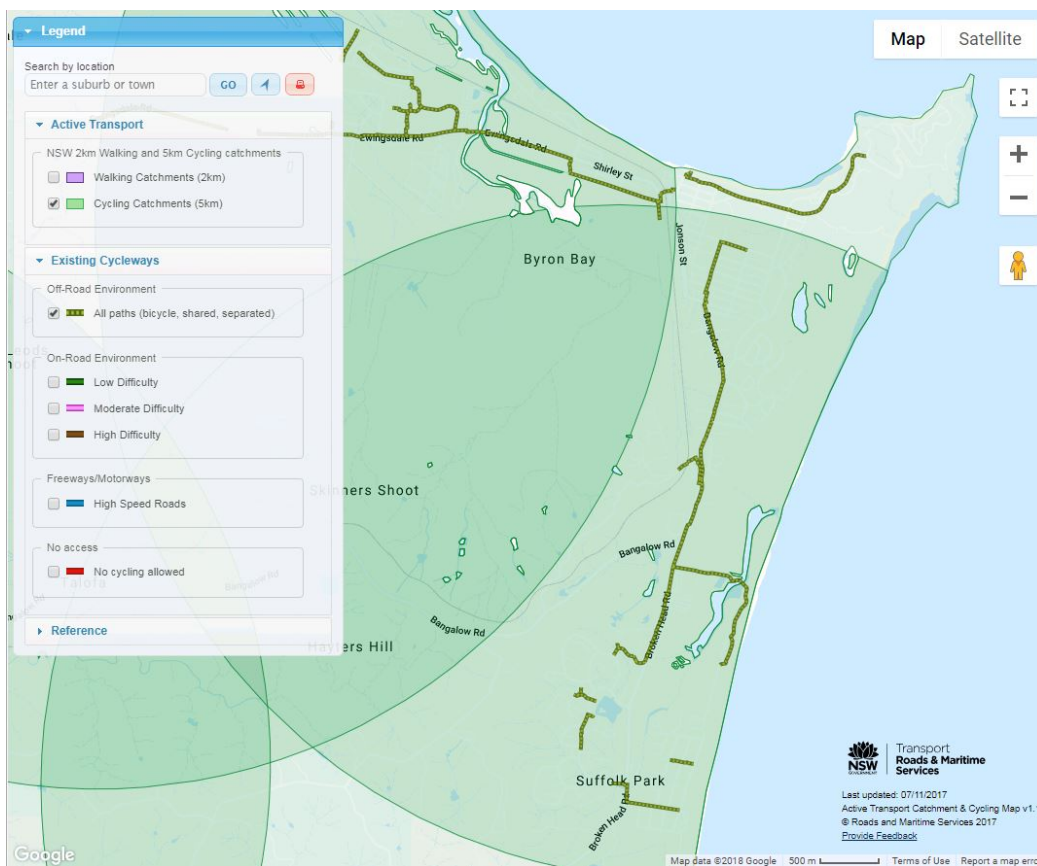 Legend
Search by location
Enter a suburb or town
GO
Active Transport
NSW 2km Walking and 5km Cycling catchments
Walking Catchments (2km)
Cycling Catchments (5km)
Existing Cycleways
Off-Road Environment
All paths (bicycle, shared, separated)
On-Road Environment
Low Difficulty
Moderate Difficulty
High Difficulty
Freeways/Motorways
High Speed Roads
No access
No cycling allowed
Reference
Map Satellite
Ewingsdale Rd
Ewingsdale Rd
Shirley St
Jonson St
Byron Bay
Bangalow Rd
Skinners Shoot
Bangalow Rd
Talofa
Bangalow Rd
Bangalow Rd
Broken Head Rd
Hayters Hill
Suffolk Park
Broken Head Rd
NSW
GOVERNMENT
Transport
Roads & Maritime
Services
Last updated: 07/11/2017
Active Transport Catchment & Cycling Map v1.
© Roads and Maritime Services 2017
Provide Feedback
Google
Map data ©2018 Google 500 m Terms of Use Report a map erro